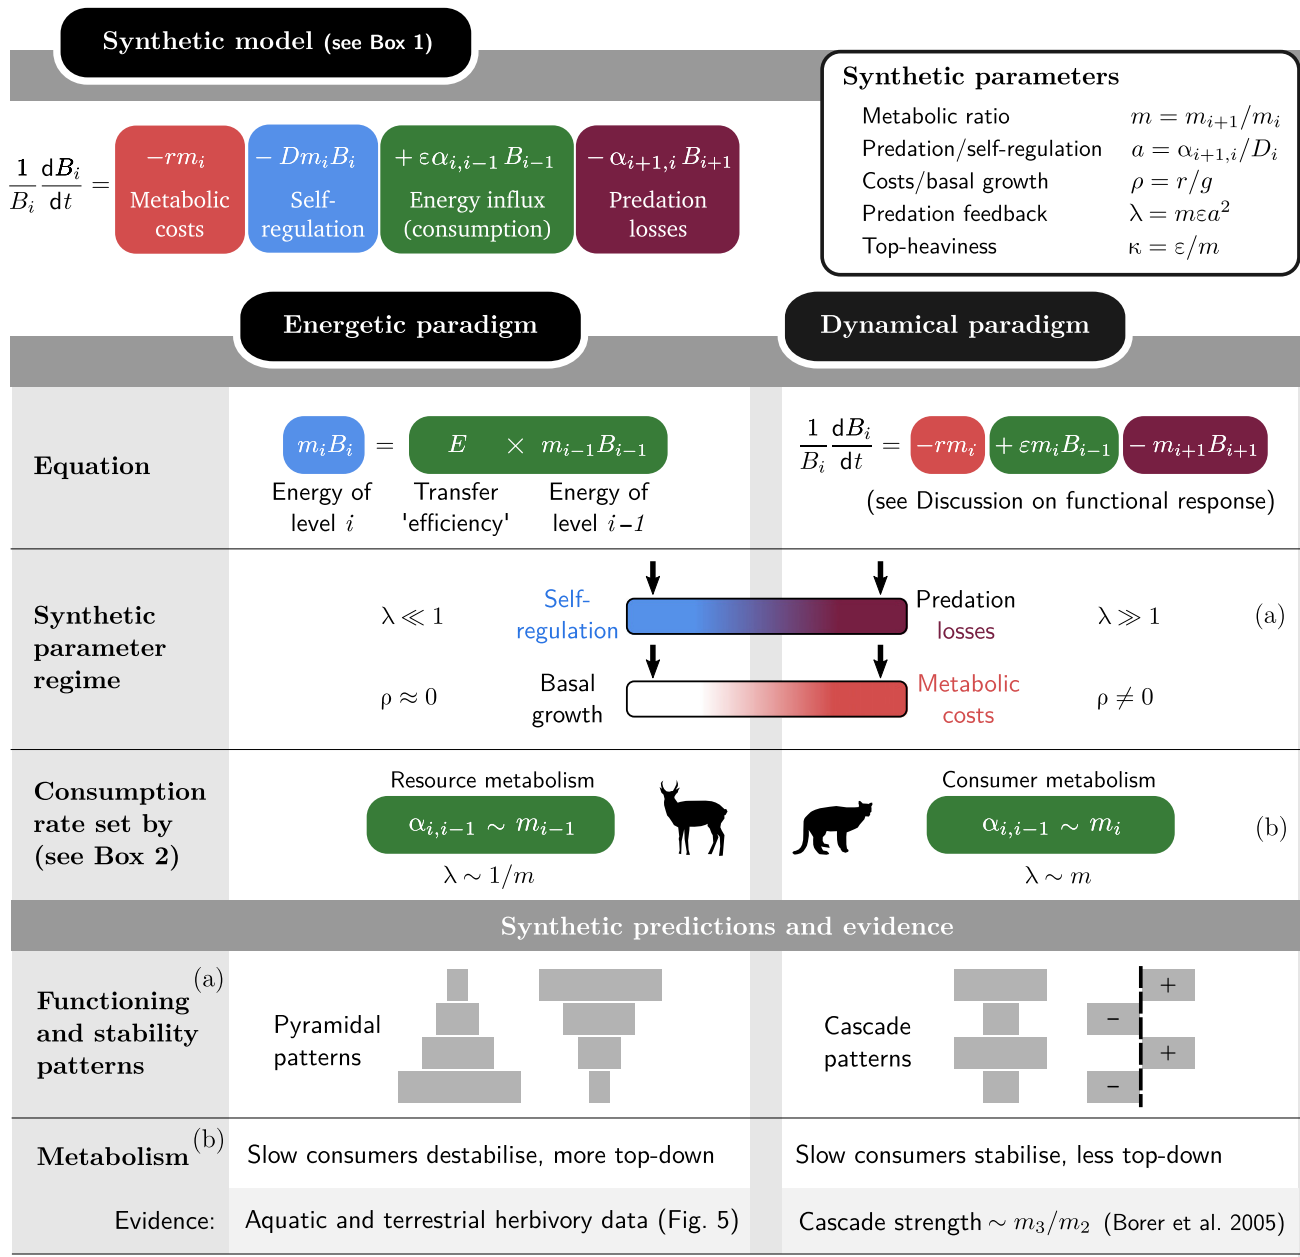 Synthetic model (see Box 1)
Synthetic parameters
Metabolic ratio m = m_{i+1}/m_i
Predation/self-regulation a = α_{i+1,i}/D_i
Costs/basal growth ρ = r/g
Predation feedback λ = mεa²
Top-heaviness κ = ε/m
1/B_i dB_i/dt = −rm_i − Dm_iB_i + εα_{i,i−1} B_{i−1} − α_{i+1,i} B_{i+1}
Metabolic costs
Self-regulation
Energy influx (consumption)
Predation losses
Energetic paradigm
Dynamical paradigm
Equation
m_iB_i = E × m_{i−1}B_{i−1}
Energy of
level i
Transfer
'efficiency'
Energy of
level i−1
1/B_i dB_i/dt = −rm_i + εm_iB_{i−1} − m_{i+1}B_{i+1}
(see Discussion on functional response)
Synthetic
parameter
regime
λ ≪ 1
Self-
regulation
Predation
losses
λ ≫ 1
(a)
ρ ≈ 0
Basal
growth
Metabolic
costs
ρ ≠ 0
Consumption
rate set by
(see Box 2)
Resource metabolism
α_{i,i−1} ∼ m_{i−1}
λ ∼ 1/m
Consumer metabolism
α_{i,i−1} ∼ m_i
λ ∼ m
(b)
Synthetic predictions and evidence
(a)
Functioning
and stability
patterns
Pyramidal
patterns
Cascade
patterns
+
−
+
−
(b)
Metabolism
Slow consumers destabilise, more top-down
Slow consumers stabilise, less top-down
Evidence:
Aquatic and terrestrial herbivory data (Fig. 5)
Cascade strength ∼ m_3/m_2 (Borer et al. 2005)